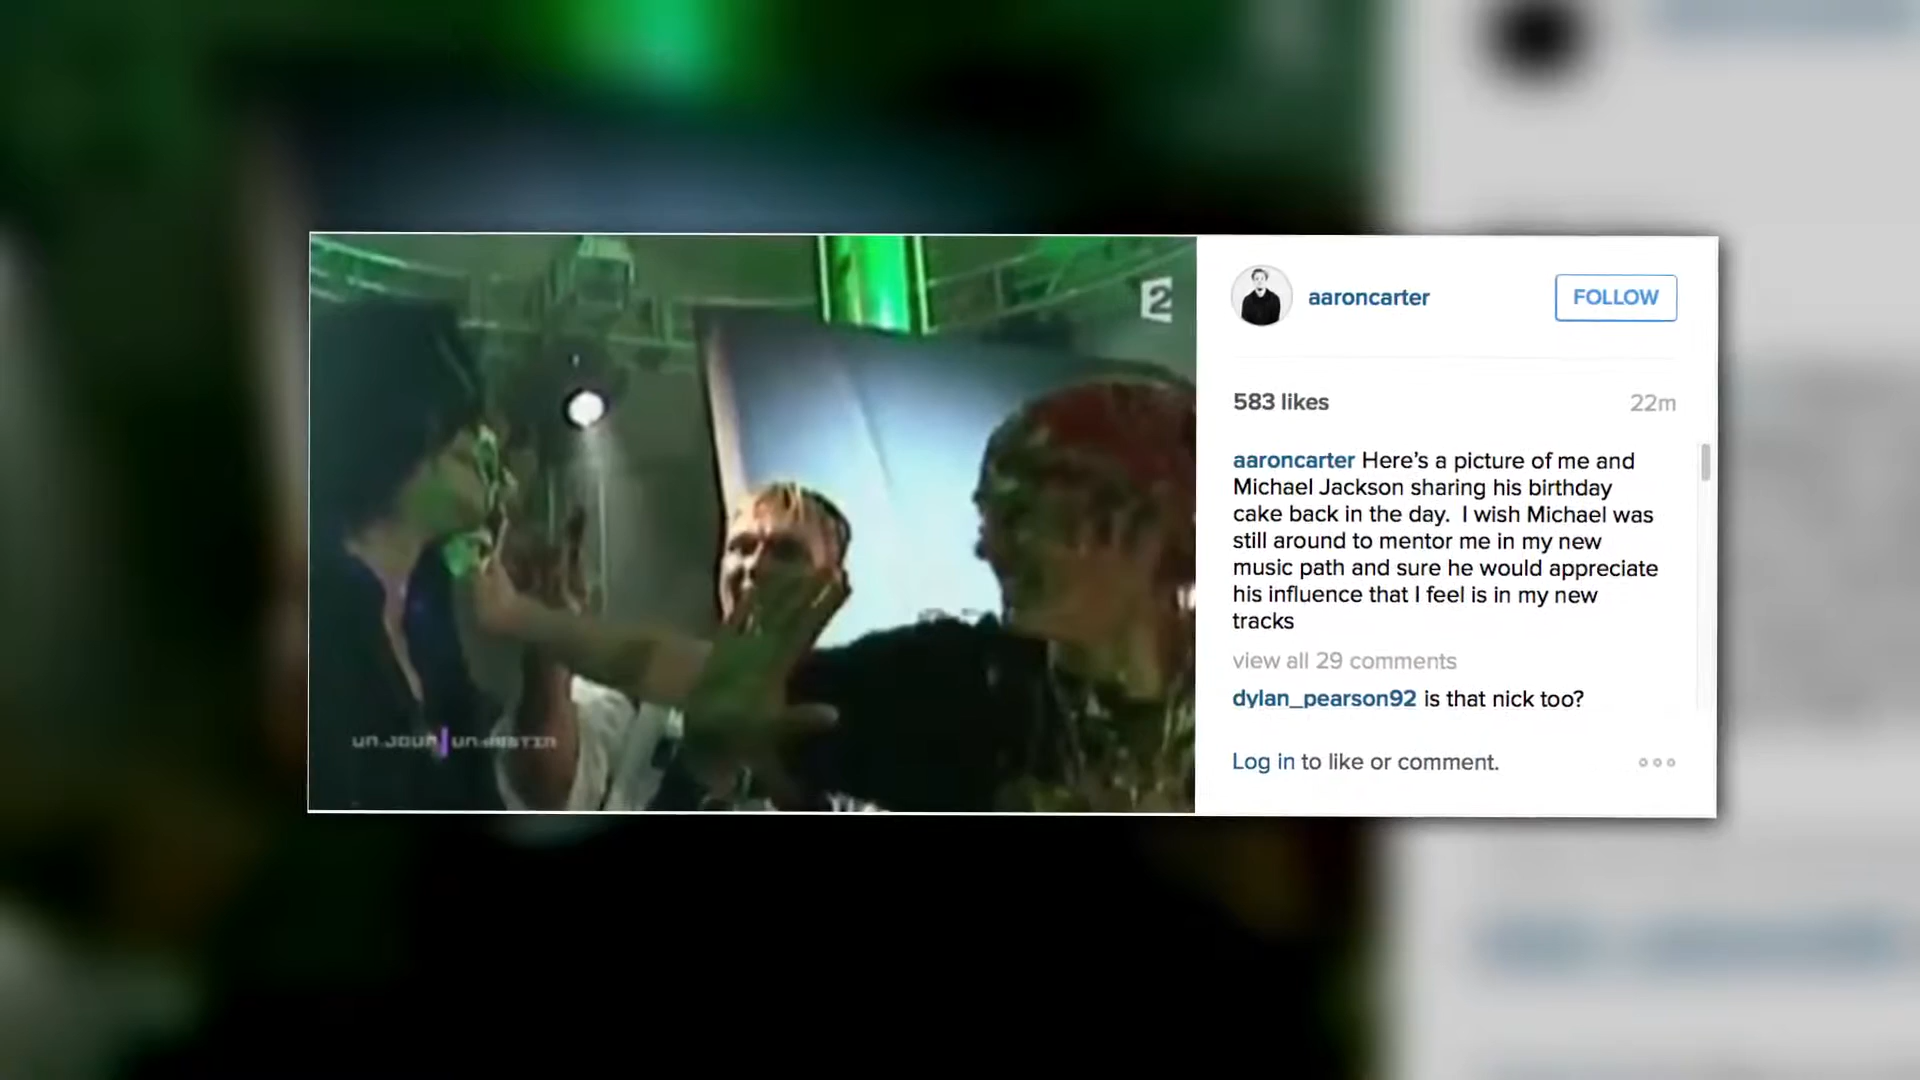 2
un jour un destin
aaroncarter
FOLLOW
583 likes
22m
aaroncarter Here's a picture of me and
Michael Jackson sharing his birthday
cake back in the day. I wish Michael was
still around to mentor me in my new
music path and sure he would appreciate
his influence that I feel is in my new
tracks
view all 29 comments
dylan_pearson92 is that nick too?
Log in to like or comment.